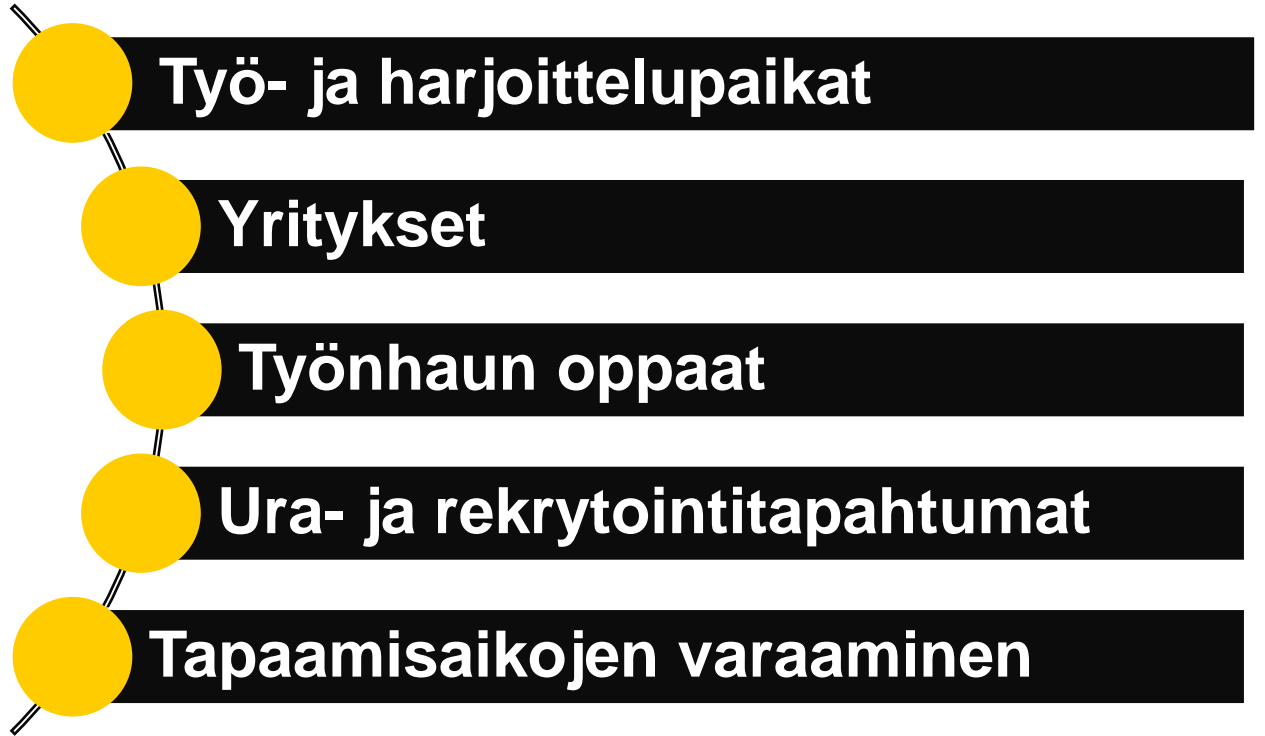 Työ- ja harjoittelupaikat
Yritykset
Työnhaun oppaat
Ura- ja rekrytointitapahtumat
Tapaamisaikojen varaaminen